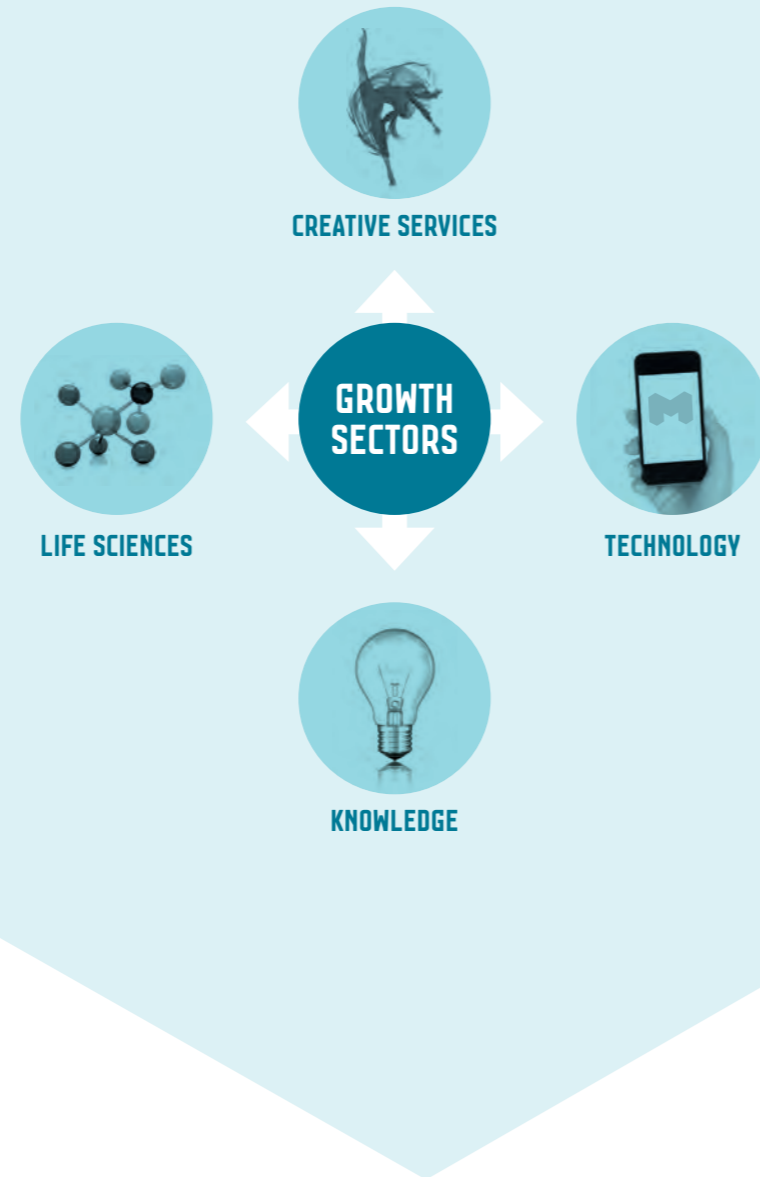 CREATIVE SERVICES
GROWTH
SECTORS
LIFE SCIENCES
TECHNOLOGY
KNOWLEDGE